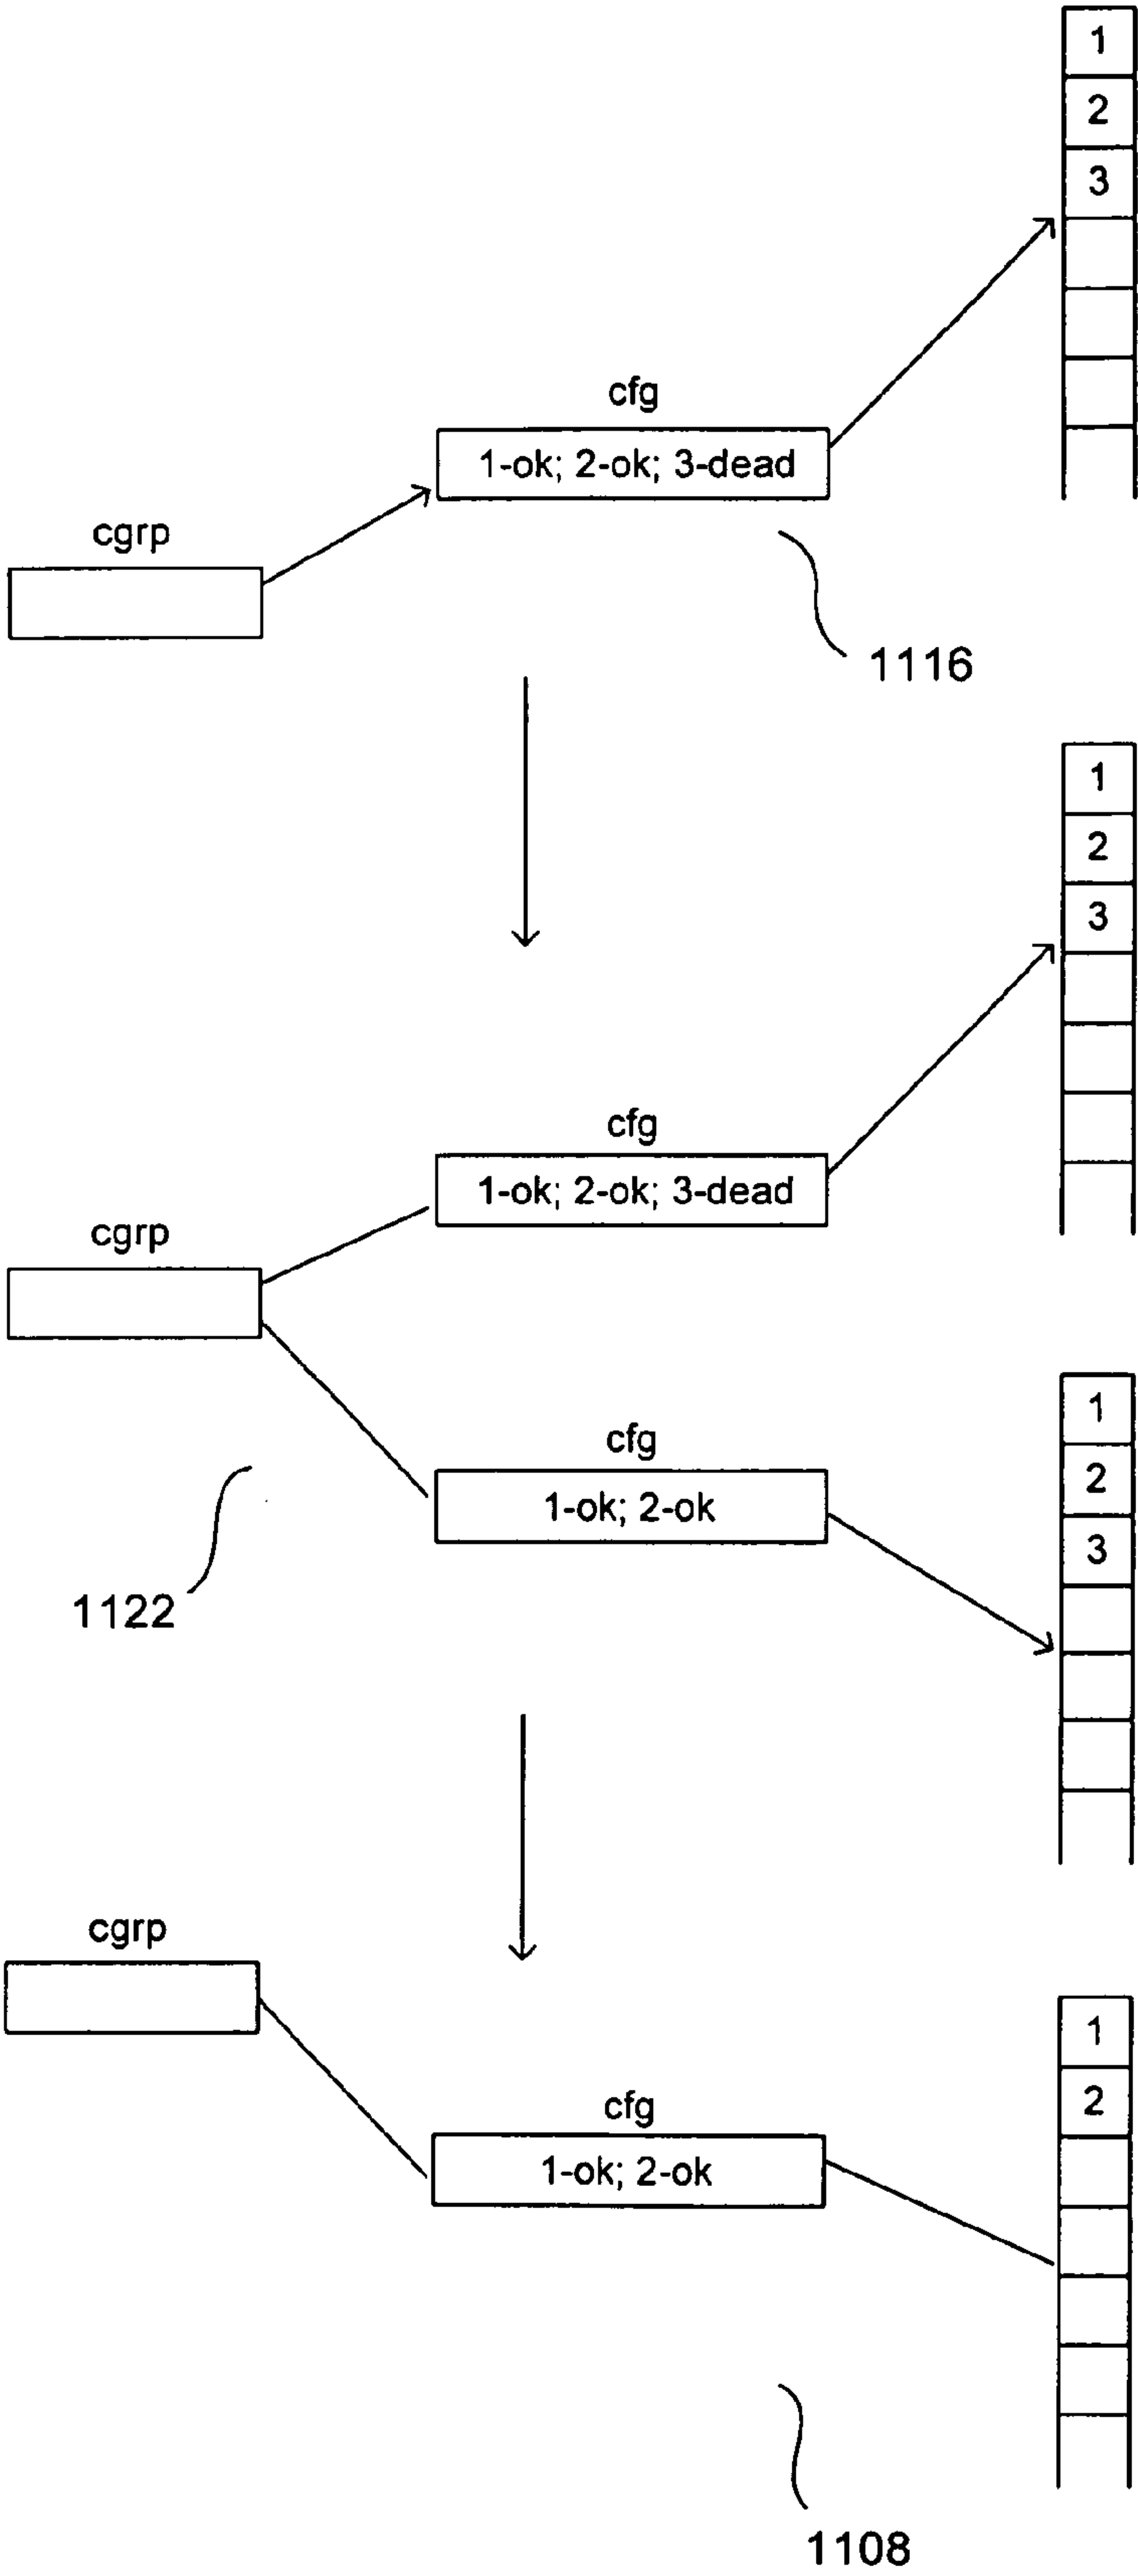 1
2
3
cfg
1-ok; 2-ok; 3-dead
cgrp
1116
1
2
3
cfg
1-ok; 2-ok; 3-dead
cgrp
1
2
3
cfg
1-ok; 2-ok
1122
cgrp
1
2
cfg
1-ok; 2-ok
1108